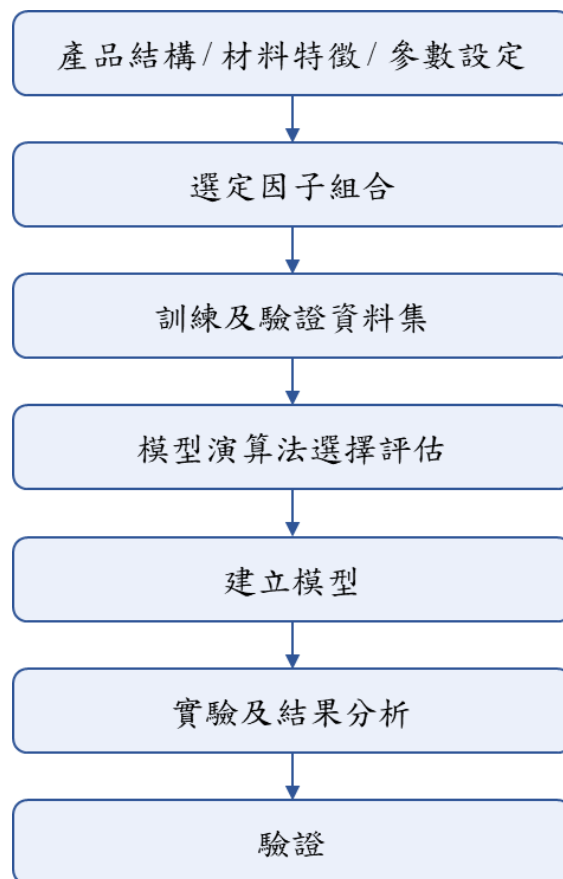 產品結構/材料特徵/參數設定
選定因子組合
訓練及驗證資料集
模型演算法選擇評估
建立模型
實驗及結果分析
驗證